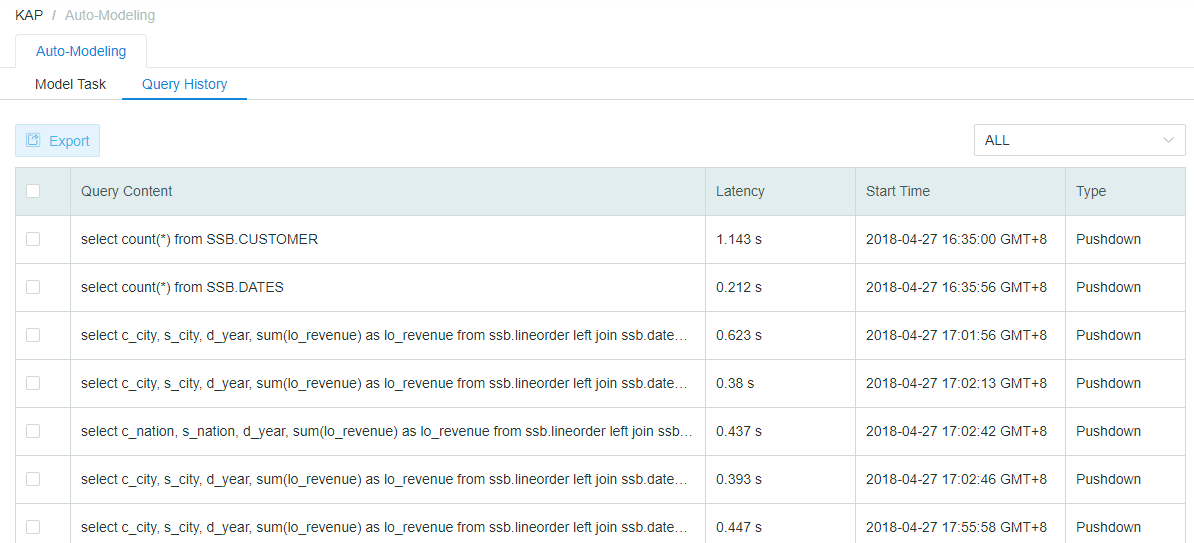 KAP / Auto-Modeling
Auto-Modeling
Model Task Query History
Export ALL
Query Content Latency Start Time Type
select count(*) from SSB.CUSTOMER 1.143 s 2018-04-27 16:35:00 GMT+8 Pushdown
select count(*) from SSB.DATES 0.212 s 2018-04-27 16:35:56 GMT+8 Pushdown
select c_city, s_city, d_year, sum(lo_revenue) as lo_revenue from ssb.lineorder left join ssb.date… 0.623 s 2018-04-27 17:01:56 GMT+8 Pushdown
select c_city, s_city, d_year, sum(lo_revenue) as lo_revenue from ssb.lineorder left join ssb.date… 0.38 s 2018-04-27 17:02:13 GMT+8 Pushdown
select c_nation, s_nation, d_year, sum(lo_revenue) as lo_revenue from ssb.lineorder left join ssb… 0.437 s 2018-04-27 17:02:42 GMT+8 Pushdown
select c_city, s_city, d_year, sum(lo_revenue) as lo_revenue from ssb.lineorder left join ssb.date… 0.393 s 2018-04-27 17:02:46 GMT+8 Pushdown
select c_city, s_city, d_year, sum(lo_revenue) as lo_revenue from ssb.lineorder left join ssb.date… 0.447 s 2018-04-27 17:55:58 GMT+8 Pushdown